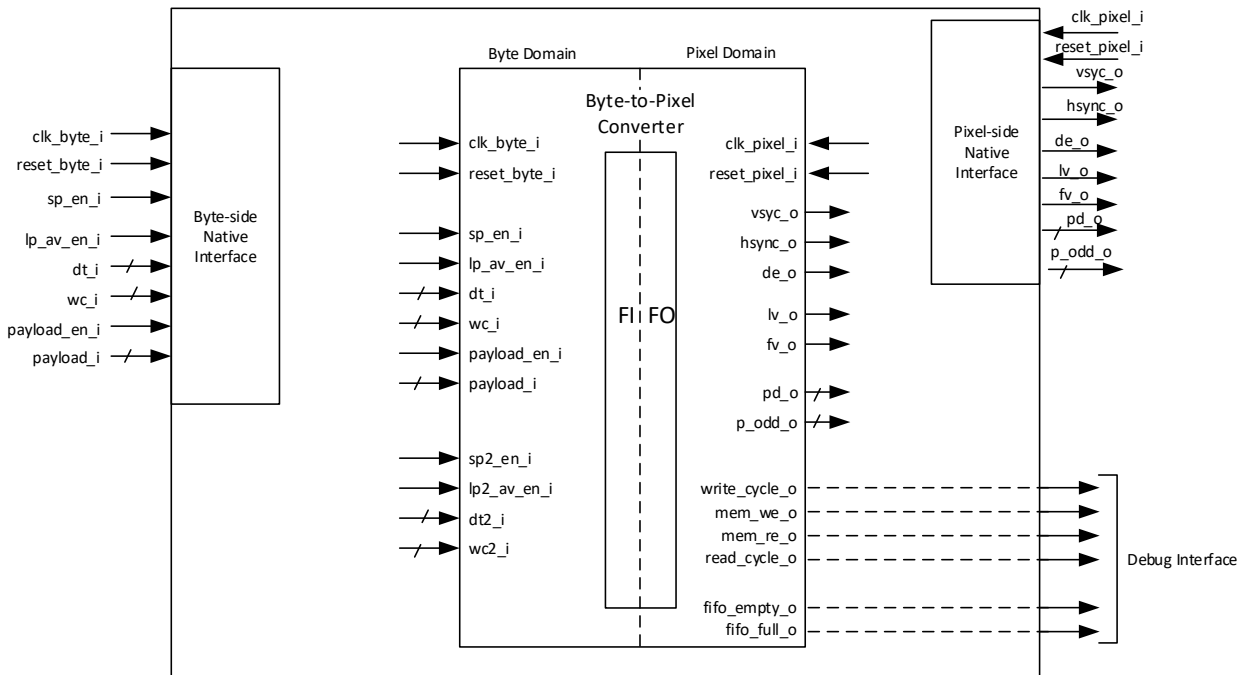 clk_byte_i
reset_byte_i
sp_en_i
lp_av_en_i
dt_i
wc_i
payload_en_i
payload_i
Byte-side
Native
Interface
Byte Domain
Pixel Domain
Byte-to-Pixel
Converter
FI FO
clk_byte_i
reset_byte_i
sp_en_i
lp_av_en_i
dt_i
wc_i
payload_en_i
payload_i
sp2_en_i
lp2_av_en_i
dt2_i
wc2_i
clk_pixel_i
reset_pixel_i
vsyc_o
hsync_o
de_o
lv_o
fv_o
pd_o
p_odd_o
write_cycle_o
mem_we_o
mem_re_o
read_cycle_o
fifo_empty_o
fifo_full_o
Pixel-side
Native
Interface
clk_pixel_i
reset_pixel_i
vsyc_o
hsync_o
de_o
lv_o
fv_o
pd_o
p_odd_o
Debug Interface